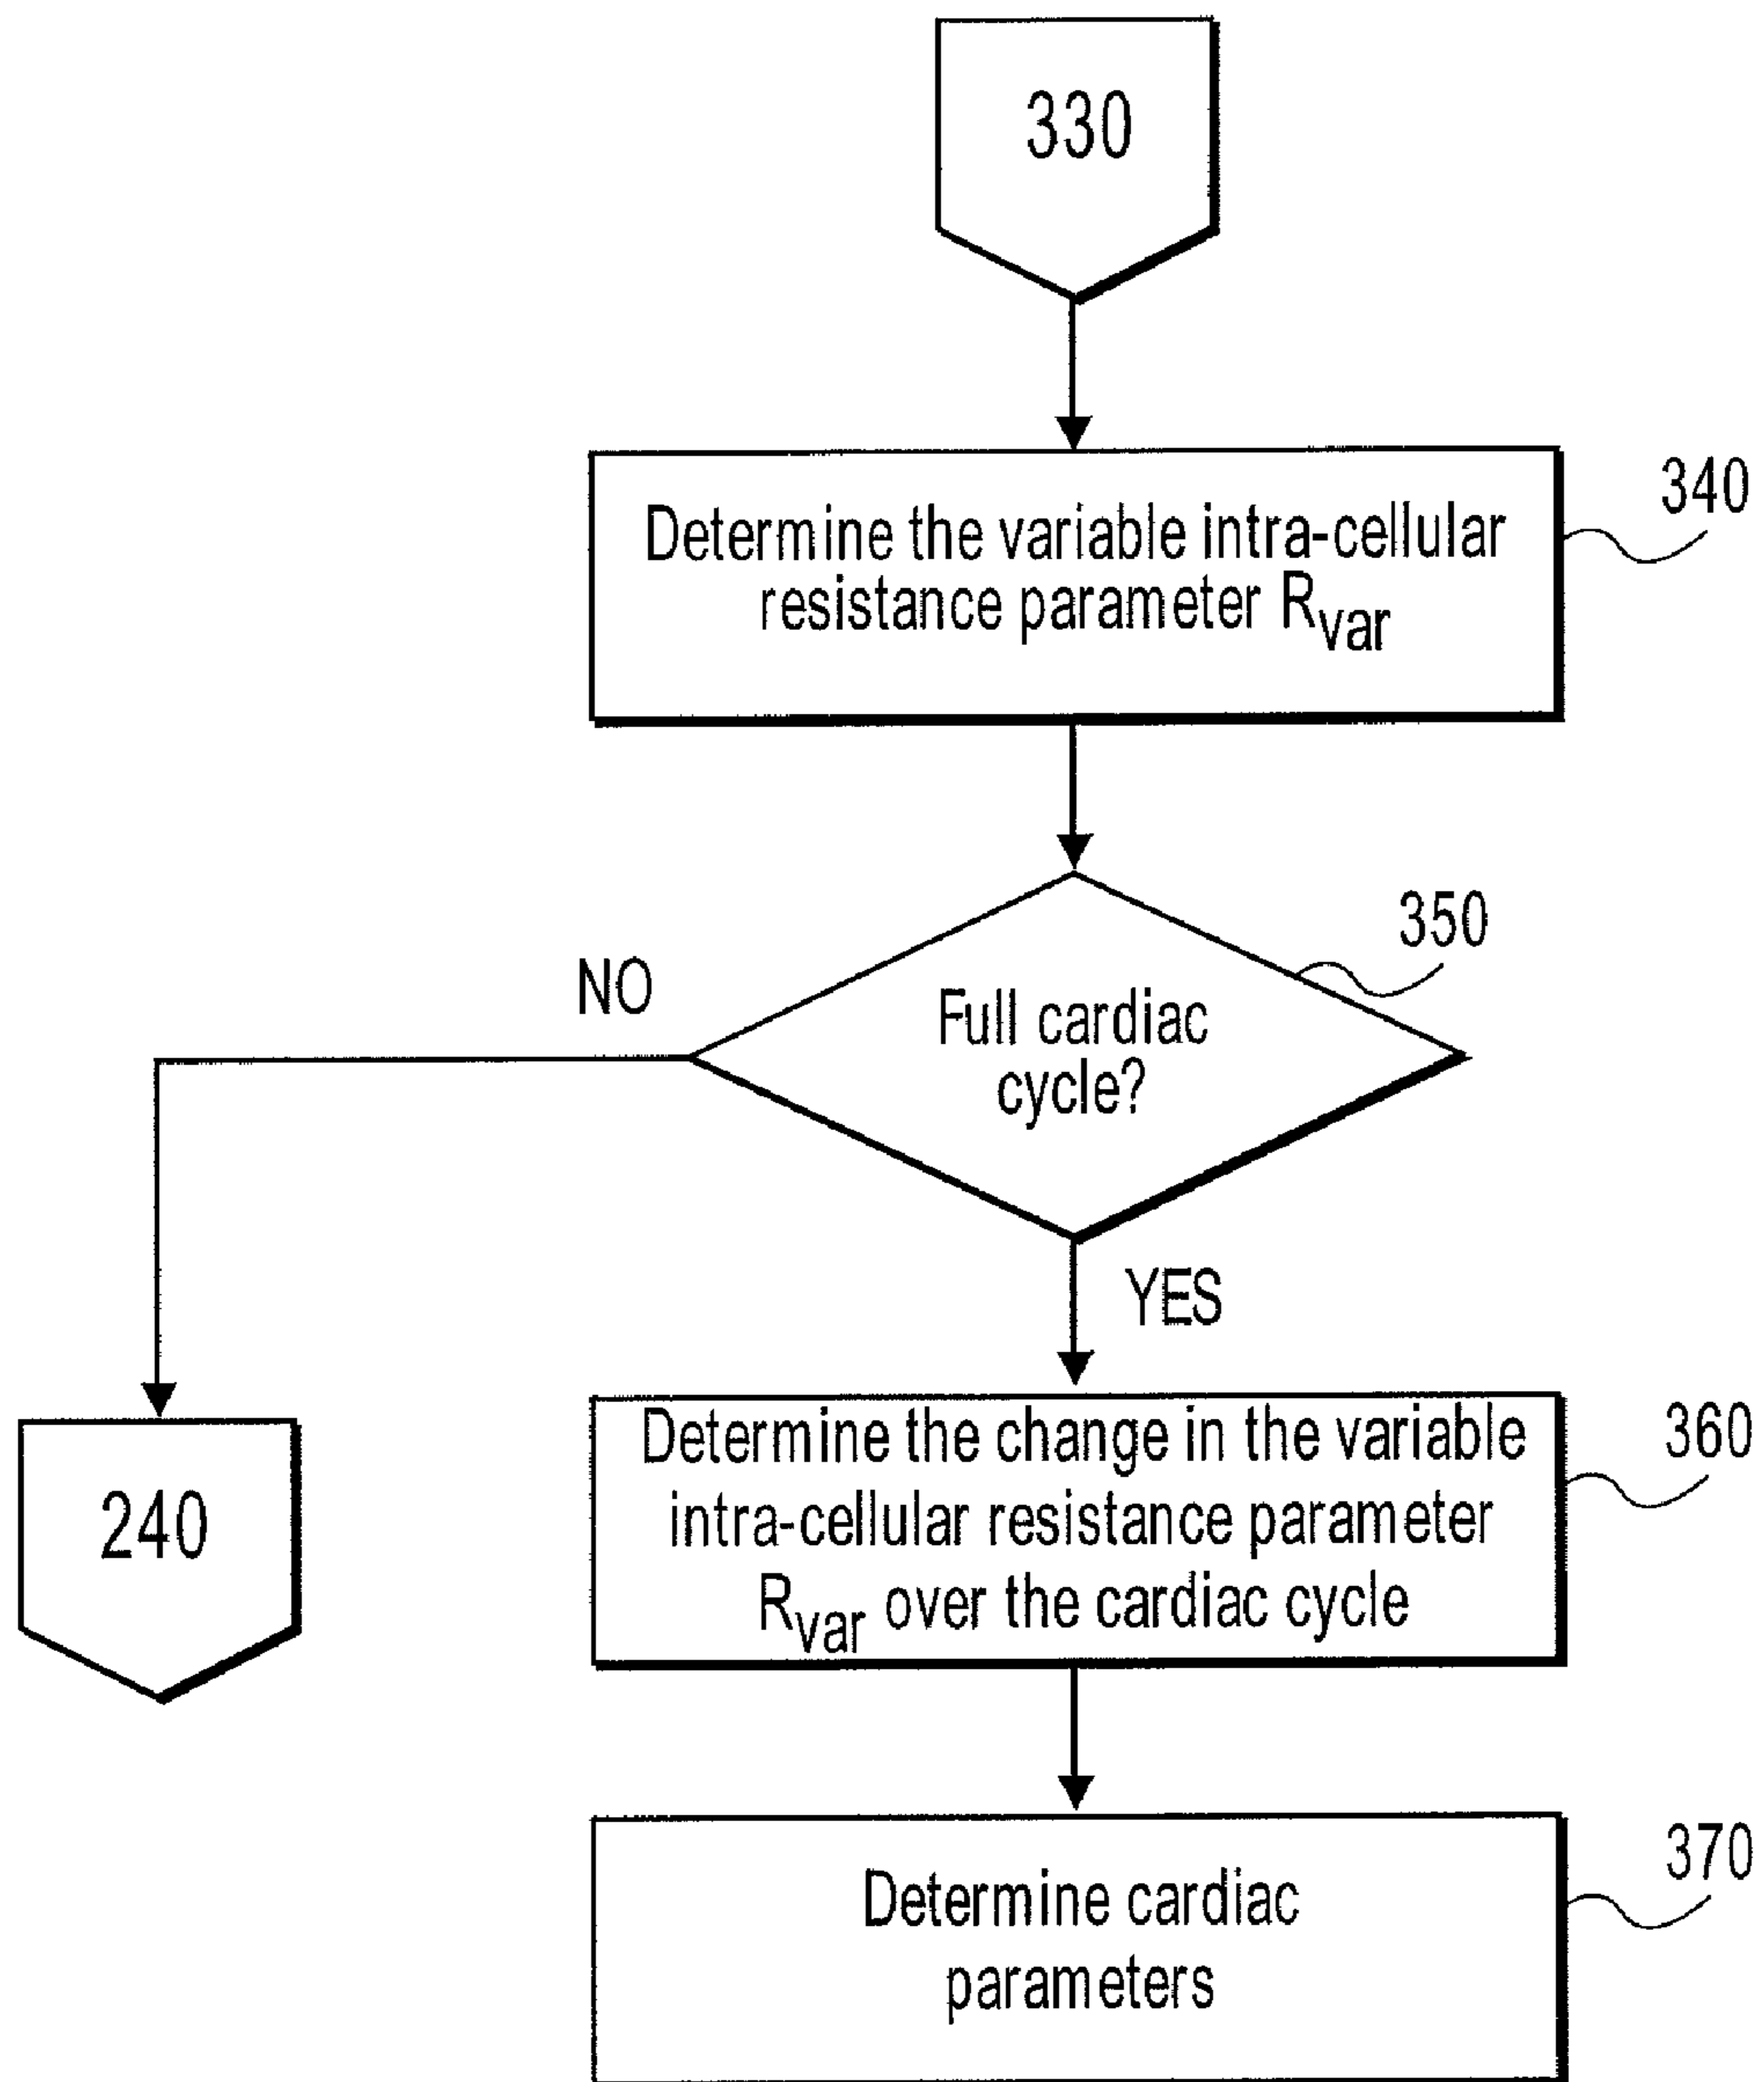 330
340
Determine the variable intra-cellular
resistance parameter Rvar
350
NO
Full cardiac
cycle?
YES
360
Determine the change in the variable
intra-cellular resistance parameter
Rvar over the cardiac cycle
240
370
Determine cardiac
parameters